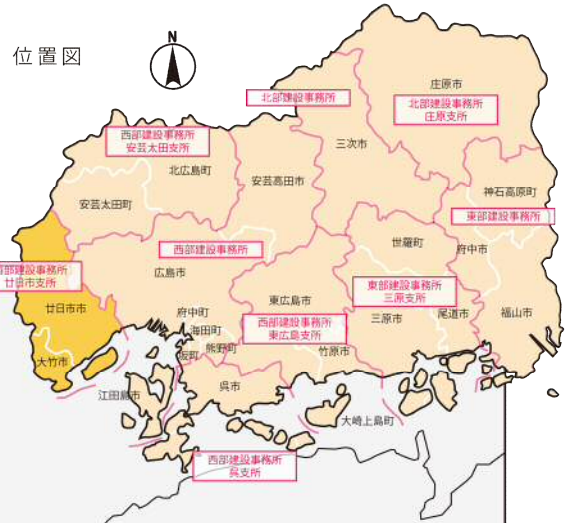 位置図
N
庄原市
北部建設事務所
北部建設事務所
庄原支所
西部建設事務所
安芸太田支所
三次市
北広島町
安芸高田市
神石高原町
安芸太田町
東部建設事務所
世羅町
府中市
西部建設事務所
広島市
部建設事務所
廿日市支所
東部建設事務所
三原支所
東広島市
廿日市市
府中町
海田町
三原市
尾道市
福山市
西部建設事務所
東広島支所
熊野町
坂町
竹原市
大竹市
呉市
江田島市
大崎上島町
西部建設事務所
呉支所